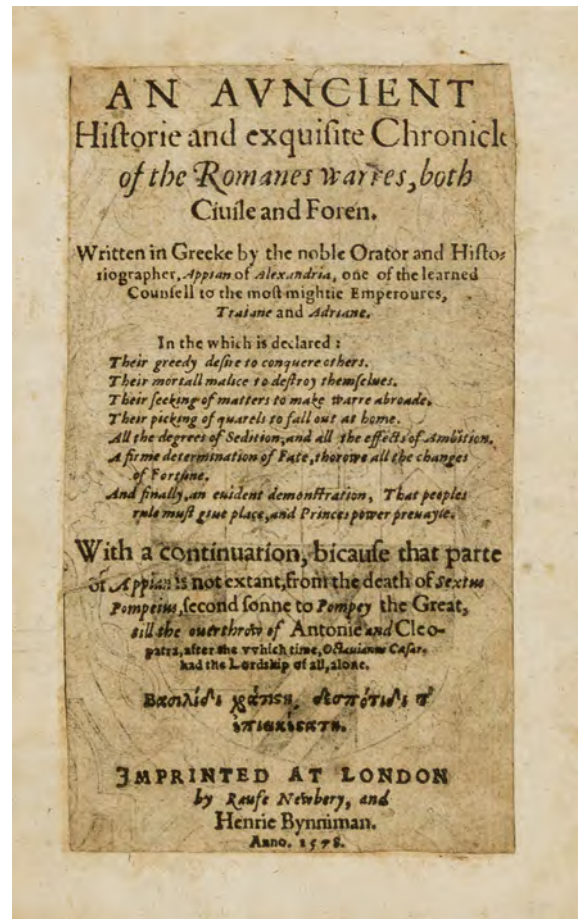 AN AVNCIENT
Hiſtorie and exquiſite Chronicle
of the Romanes warres, both
Ciuile and Foren.
Written in Greeke by the noble Orator and Hiſto-
riographer, Appian of Alexandria, one of the learned
Counſell to the moſt mightie Emperoures,
Traiane and Adriane.
In the which is declared :
Their greedy deſire to conquere others.
Their mortall malice to deſtroy themſelues.
Their ſeeking of matters to make warre abroade.
Their picking of quarels to fall out at home.
All the degrees of Sedition, and all the effects of Ambition.
A firme determination of Fate, thorowe all the changes
of Fortune.
And finally, an euident demonſtration, That peoples
rule muſt giue place, and Princes power preuayle.
With a continuation, bicauſe that parte
of Appian is not extant, from the death of Sextus
Pompeius, ſecond ſonne to Pompey the Great,
till the ouerthrow of Antonie and Cleo-
patra, after the vvhich time, Octauianus Cæſar,
had the Lordship of all, alone.
Βασιλίδι
IMPRINTED AT LONDON
by Raufe Newbery, and
Henrie Bynniman.
Anno. 1578.